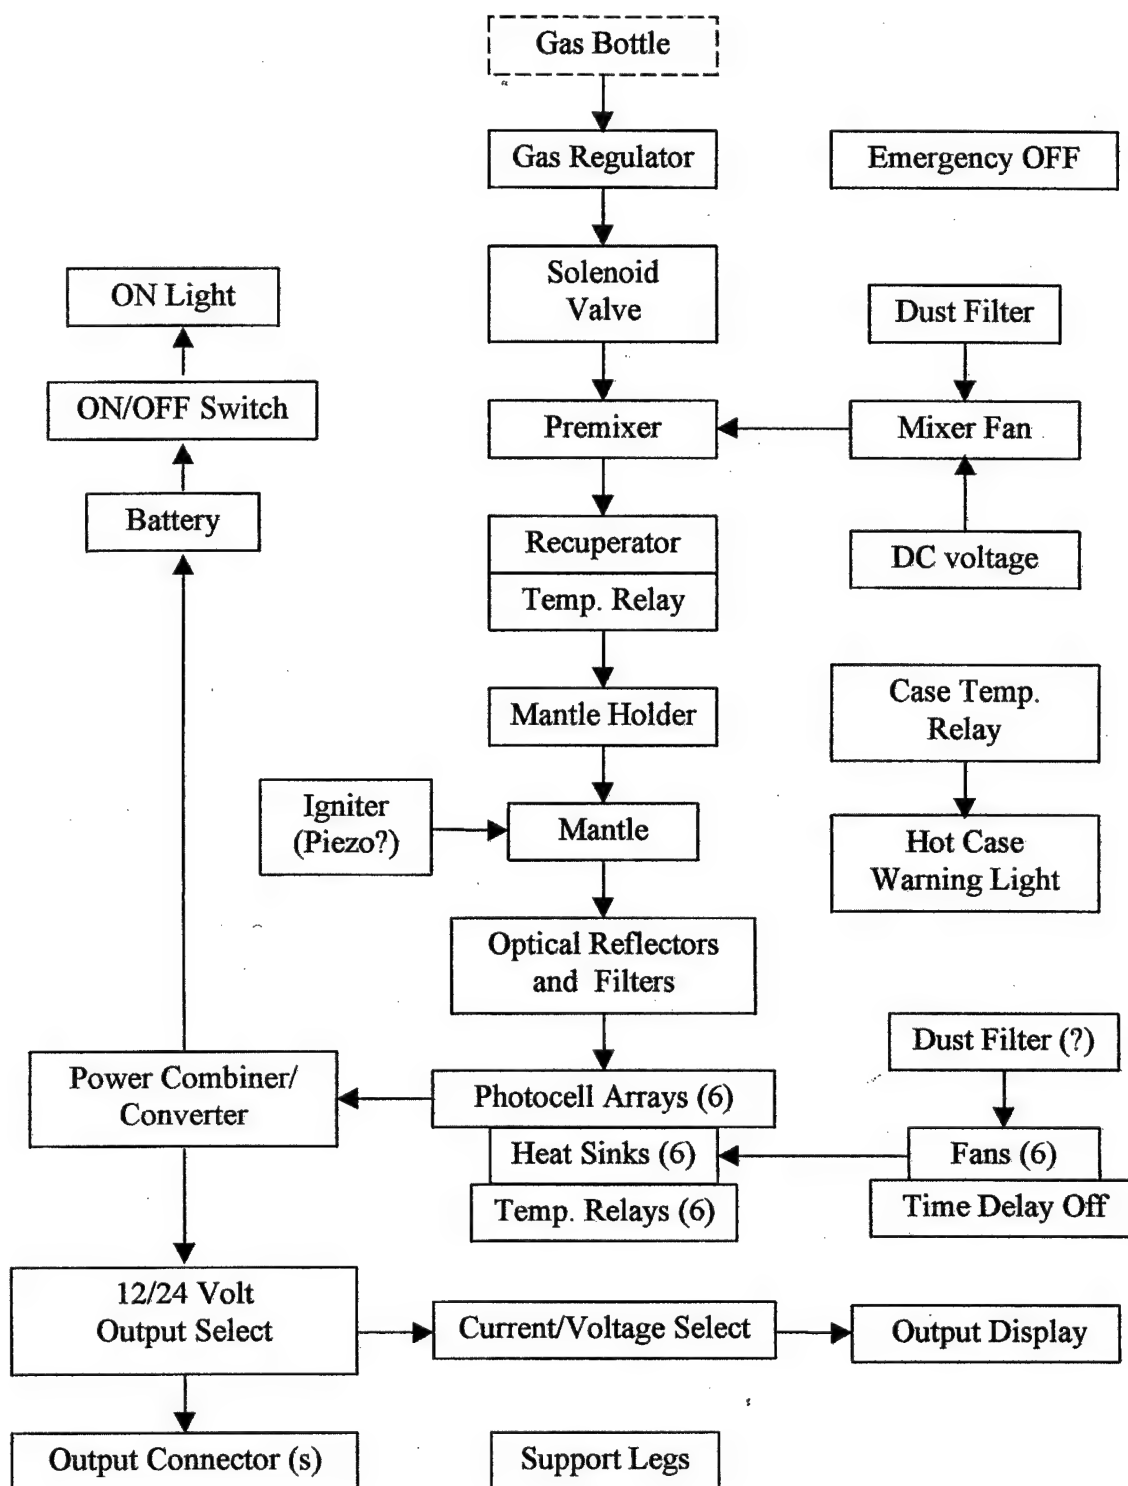 Gas Bottle
Gas Regulator
Emergency OFF
Solenoid
Valve
ON Light
Dust Filter
ON/OFF Switch
Premixer
Mixer Fan
Battery
Recuperator
DC voltage
Temp. Relay
Case Temp.
Relay
Mantle Holder
Igniter
(Piezo?)
Mantle
Hot Case
Warning Light
Optical Reflectors
and Filters
Dust Filter (?)
Power Combiner/
Converter
Photocell Arrays (6)
Heat Sinks (6)
Fans (6)
Temp. Relays (6)
Time Delay Off
12/24 Volt
Output Select
Current/Voltage Select
Output Display
Output Connector (s)
Support Legs